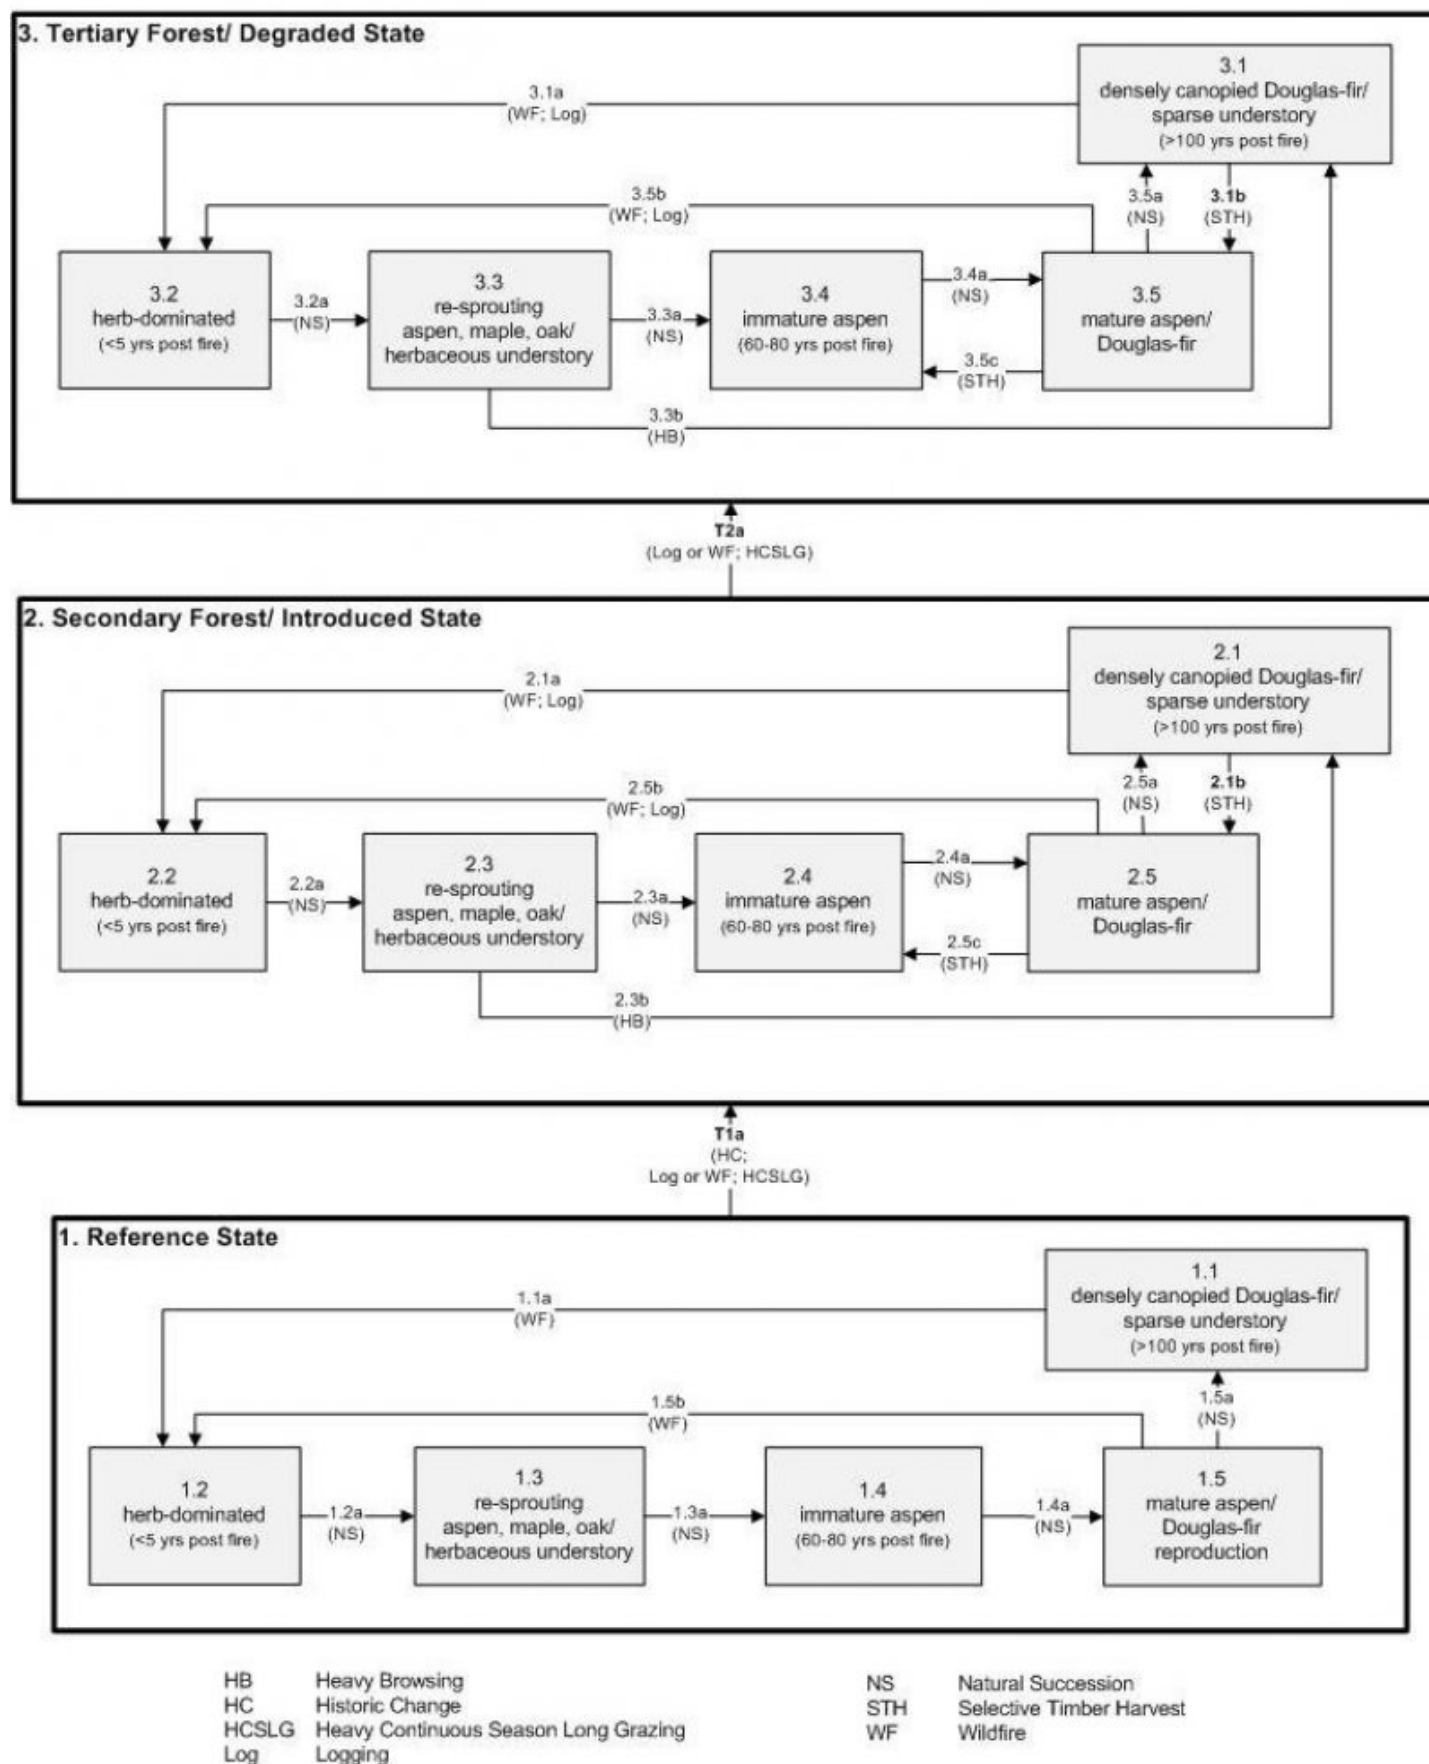 3. Tertiary Forest/ Degraded State
3.1
densely canopied Douglas-fir/
sparse understory
(>100 yrs post fire)
3.1a
(WF; Log)
3.5b
(WF; Log)
3.5a
(NS)
3.1b
(STH)
3.2
herb-dominated
(<5 yrs post fire)
3.2a
(NS)
3.3
re-sprouting
aspen, maple, oak/
herbaceous understory
3.3a
(NS)
3.4
immature aspen
(60-80 yrs post fire)
3.4a
(NS)
3.5c
(STH)
3.5
mature aspen/
Douglas-fir
3.3b
(HB)
T2a
(Log or WF; HCSLG)
2. Secondary Forest/ Introduced State
2.1
densely canopied Douglas-fir/
sparse understory
(>100 yrs post fire)
2.1a
(WF; Log)
2.5b
(WF; Log)
2.5a
(NS)
2.1b
(STH)
2.2
herb-dominated
(<5 yrs post fire)
2.2a
(NS)
2.3
re-sprouting
aspen, maple, oak/
herbaceous understory
2.3a
(NS)
2.4
immature aspen
(60-80 yrs post fire)
2.4a
(NS)
2.5c
(STH)
2.5
mature aspen/
Douglas-fir
2.3b
(HB)
T1a
(HC;
Log or WF; HCSLG)
1. Reference State
1.1
densely canopied Douglas-fir/
sparse understory
(>100 yrs post fire)
1.1a
(WF)
1.5b
(WF)
1.5a
(NS)
1.2
herb-dominated
(<5 yrs post fire)
1.2a
(NS)
1.3
re-sprouting
aspen, maple, oak/
herbaceous understory
1.3a
(NS)
1.4
immature aspen
(60-80 yrs post fire)
1.4a
(NS)
1.5
mature aspen/
Douglas-fir
reproduction
HB Heavy Browsing
HC Historic Change
HCSLG Heavy Continuous Season Long Grazing
Log Logging
NS Natural Succession
STH Selective Timber Harvest
WF Wildfire